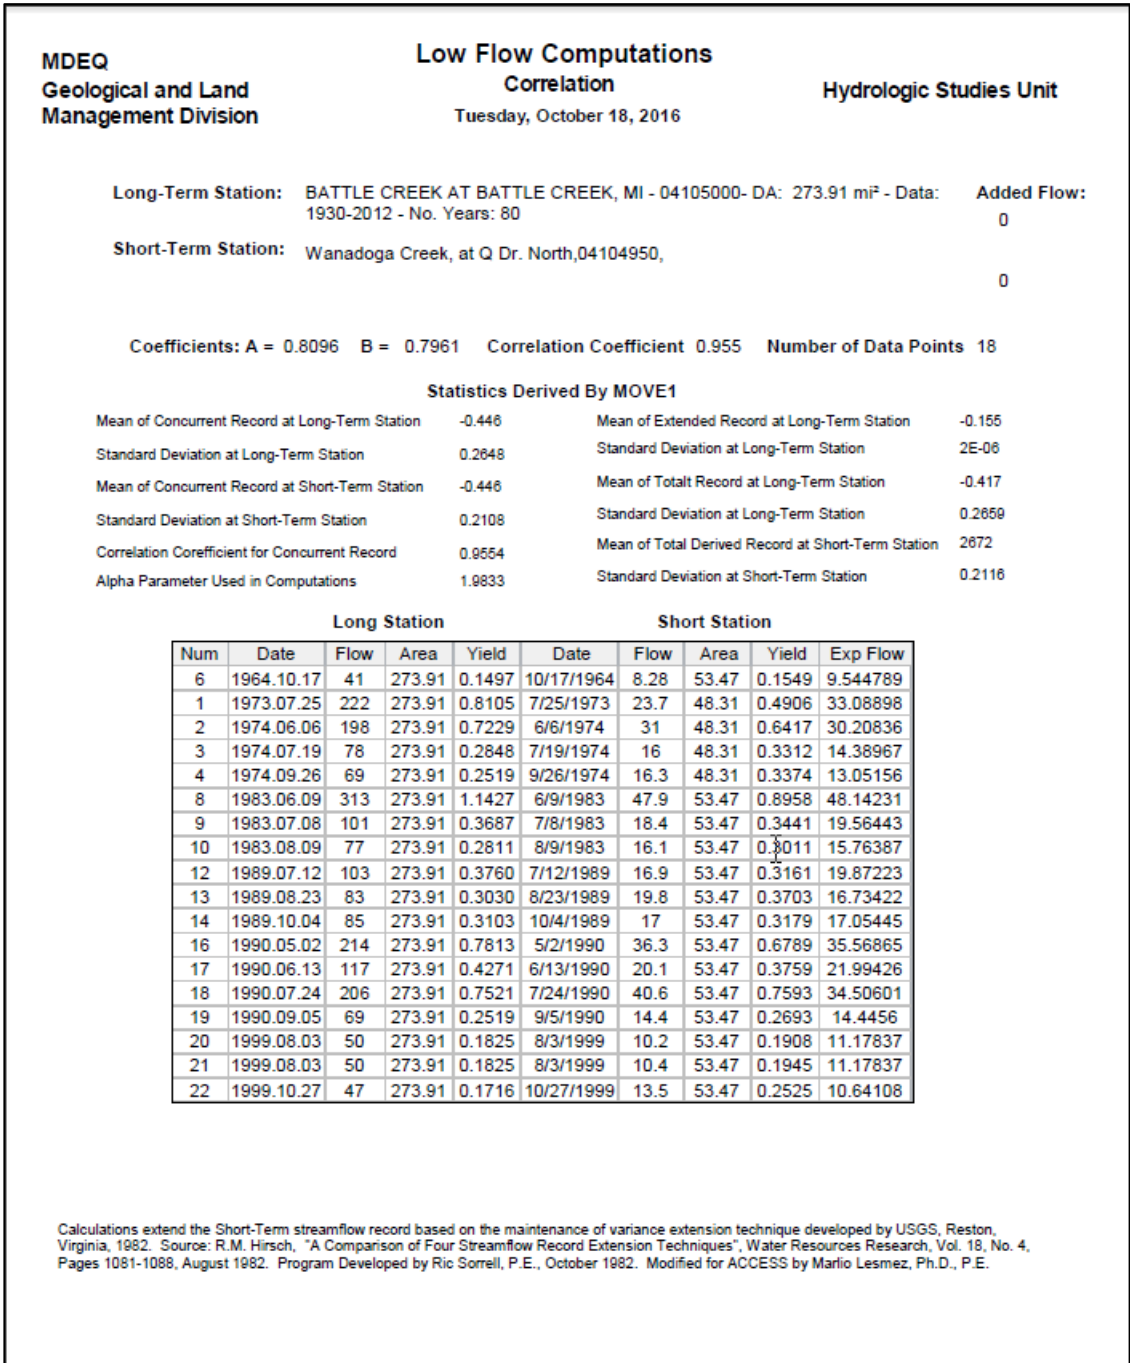 MDEQ
Geological and Land
Management Division
Low Flow Computations
Correlation
Tuesday, October 18, 2016
Hydrologic Studies Unit
Long-Term Station: BATTLE CREEK AT BATTLE CREEK, MI - 04105000- DA: 273.91 mi² - Data: Added Flow:
1930-2012 - No. Years: 80 0
Short-Term Station: Wanadoga Creek, at Q Dr. North,04104950,
0
Coefficients: A = 0.8096 B = 0.7961 Correlation Coefficient 0.955 Number of Data Points 18
Statistics Derived By MOVE1
Mean of Concurrent Record at Long-Term Station -0.446 Mean of Extended Record at Long-Term Station -0.155
Standard Deviation at Long-Term Station 0.2648 Standard Deviation at Long-Term Station 2E-06
Mean of Concurrent Record at Short-Term Station -0.446 Mean of Totalt Record at Long-Term Station -0.417
Standard Deviation at Short-Term Station 0.2108 Standard Deviation at Long-Term Station 0.2659
Correlation Corefficient for Concurrent Record 0.9554 Mean of Total Derived Record at Short-Term Station 2672
Alpha Parameter Used in Computations 1.9833 Standard Deviation at Short-Term Station 0.2116
Long Station Short Station
Num Date Flow Area Yield Date Flow Area Yield Exp Flow
6 1964.10.17 41 273.91 0.1497 10/17/1964 8.28 53.47 0.1549 9.544789
1 1973.07.25 222 273.91 0.8105 7/25/1973 23.7 48.31 0.4906 33.08898
2 1974.06.06 198 273.91 0.7229 6/6/1974 31 48.31 0.6417 30.20836
3 1974.07.19 78 273.91 0.2848 7/19/1974 16 48.31 0.3312 14.38967
4 1974.09.26 69 273.91 0.2519 9/26/1974 16.3 48.31 0.3374 13.05156
8 1983.06.09 313 273.91 1.1427 6/9/1983 47.9 53.47 0.8958 48.14231
9 1983.07.08 101 273.91 0.3687 7/8/1983 18.4 53.47 0.3441 19.56443
10 1983.08.09 77 273.91 0.2811 8/9/1983 16.1 53.47 0.3011 15.76387
12 1989.07.12 103 273.91 0.3760 7/12/1989 16.9 53.47 0.3161 19.87223
13 1989.08.23 83 273.91 0.3030 8/23/1989 19.8 53.47 0.3703 16.73422
14 1989.10.04 85 273.91 0.3103 10/4/1989 17 53.47 0.3179 17.05445
16 1990.05.02 214 273.91 0.7813 5/2/1990 36.3 53.47 0.6789 35.56865
17 1990.06.13 117 273.91 0.4271 6/13/1990 20.1 53.47 0.3759 21.99426
18 1990.07.24 206 273.91 0.7521 7/24/1990 40.6 53.47 0.7593 34.50601
19 1990.09.05 69 273.91 0.2519 9/5/1990 14.4 53.47 0.2693 14.4456
20 1999.08.03 50 273.91 0.1825 8/3/1999 10.2 53.47 0.1908 11.17837
21 1999.08.03 50 273.91 0.1825 8/3/1999 10.4 53.47 0.1945 11.17837
22 1999.10.27 47 273.91 0.1716 10/27/1999 13.5 53.47 0.2525 10.64108
Calculations extend the Short-Term streamflow record based on the maintenance of variance extension technique developed by USGS, Reston,
Virginia, 1982. Source: R.M. Hirsch, "A Comparison of Four Streamflow Record Extension Techniques", Water Resources Research, Vol. 18, No. 4,
Pages 1081-1088, August 1982. Program Developed by Ric Sorrell, P.E., October 1982. Modified for ACCESS by Marlio Lesmez, Ph.D., P.E.